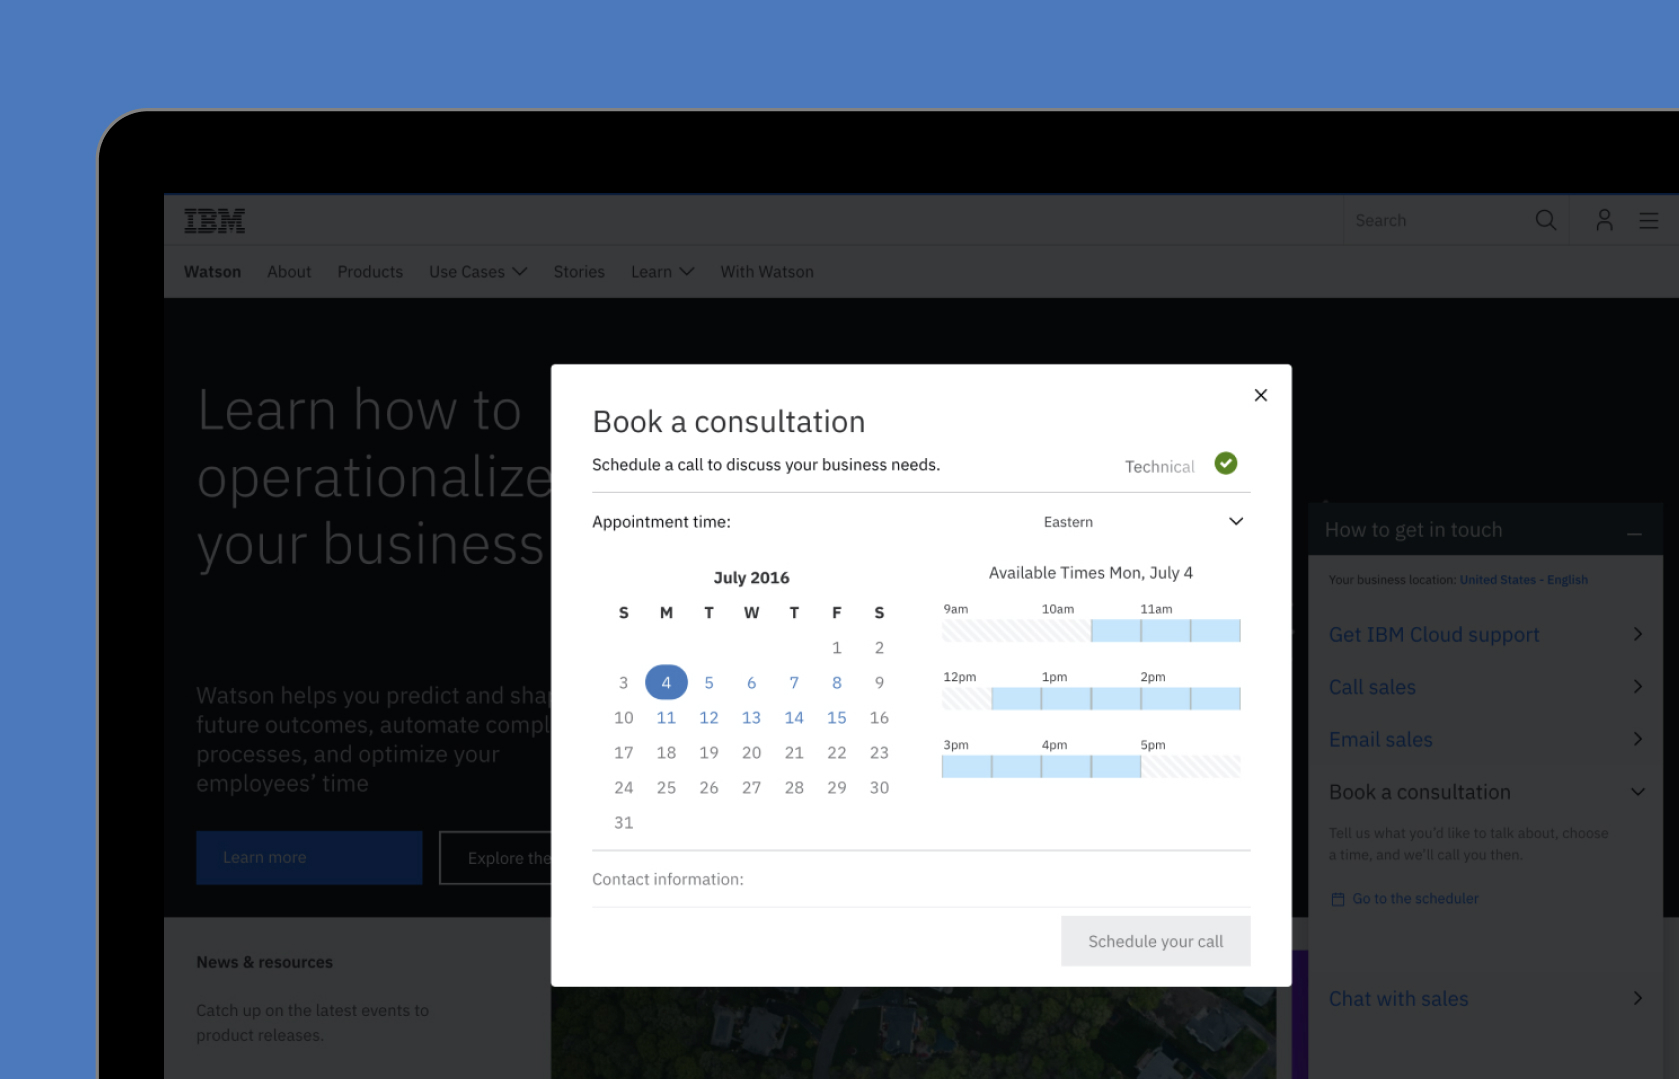 IBM
Search
Watson About Products Use Cases Stories Learn With Watson
Learn how to
operationalize
your business
Watson helps you predict and
future outcomes, automate
processes, and optimize your
employees’ time
Learn more
Explore the
News & resources
Catch up on the latest events to
product releases.
Book a consultation
Schedule a call to discuss your business needs.
Technical
Appointment time:
Eastern
July 2016
S M T W T F S
1 2
3 4 5 6 7 8 9
10 11 12 13 14 15 16
17 18 19 20 21 22 23
24 25 26 27 28 29 30
31
Available Times Mon, July 4
9am 10am 11am
12pm 1pm 2pm
3pm 4pm 5pm
Contact information:
Schedule your call
How to get in touch
Your business location: United States - English
Get IBM Cloud support
Call sales
Email sales
Book a consultation
Tell us what you’d like to talk about, choose
a time, and we’ll call you then.
Go to the scheduler
Chat with sales